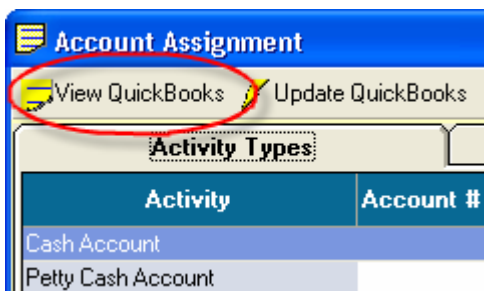 Account Assignment
View QuickBooks Update QuickBooks
Activity Types
Activity Account #
Cash Account
Petty Cash Account